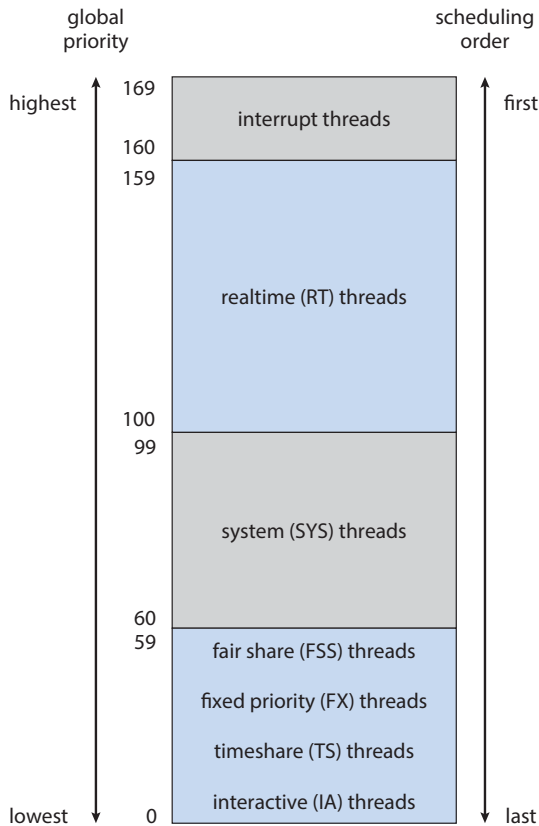 global
priority
scheduling
order
highest
169
interrupt threads
first
160
159
realtime (RT) threads
100
99
system (SYS) threads
60
59
fair share (FSS) threads
fixed priority (FX) threads
timeshare (TS) threads
lowest
0
interactive (IA) threads
last